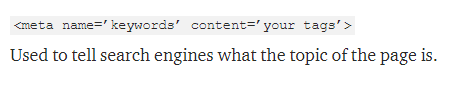 <meta name=’keywords’ content=’your tags’>
Used to tell search engines what the topic of the page is.